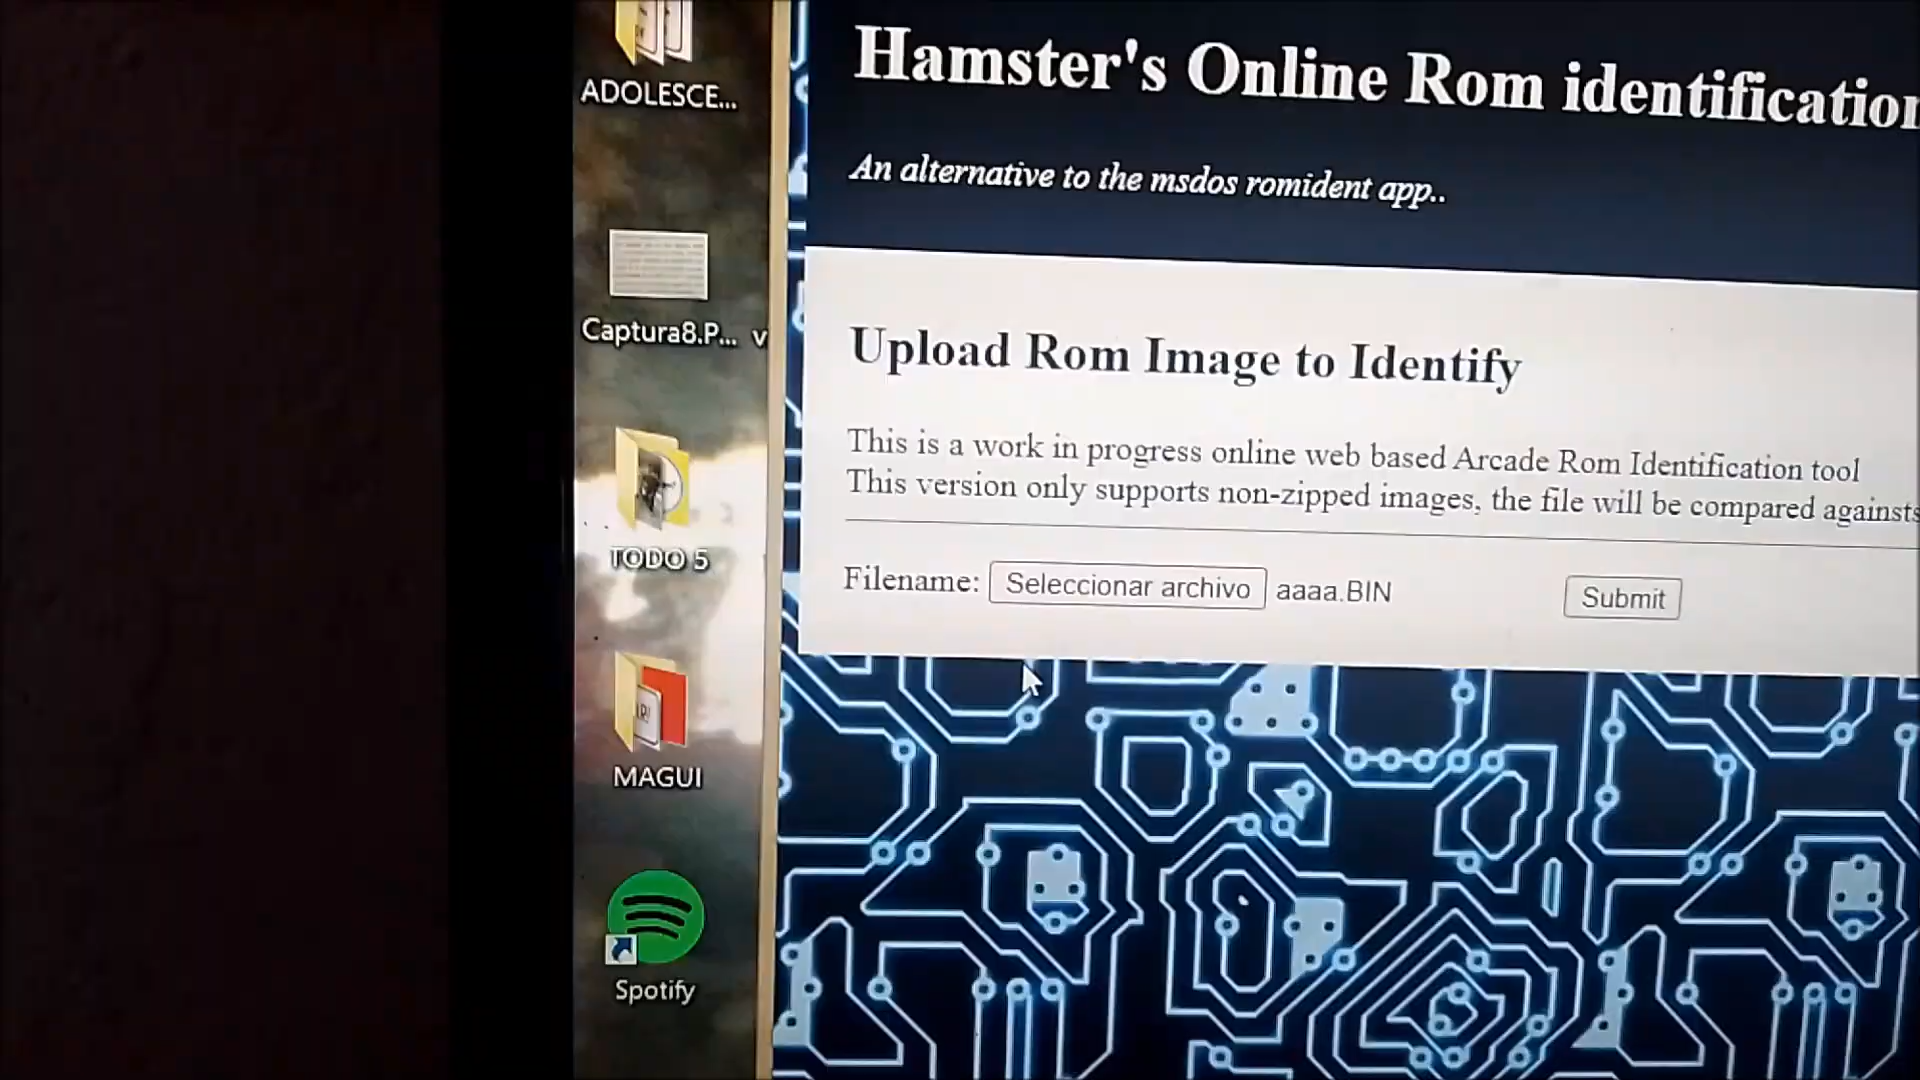 ADOLESCE...
Captura8.P...
v
TODO 5
MAGUI
Spotify
Hamster's Online Rom identification
An alternative to the msdos romident app..
Upload Rom Image to Identify
This is a work in progress online web based Arcade Rom Identification tool
This version only supports non-zipped images, the file will be compared againsts
Filename: Seleccionar archivo aaaa.BIN Submit